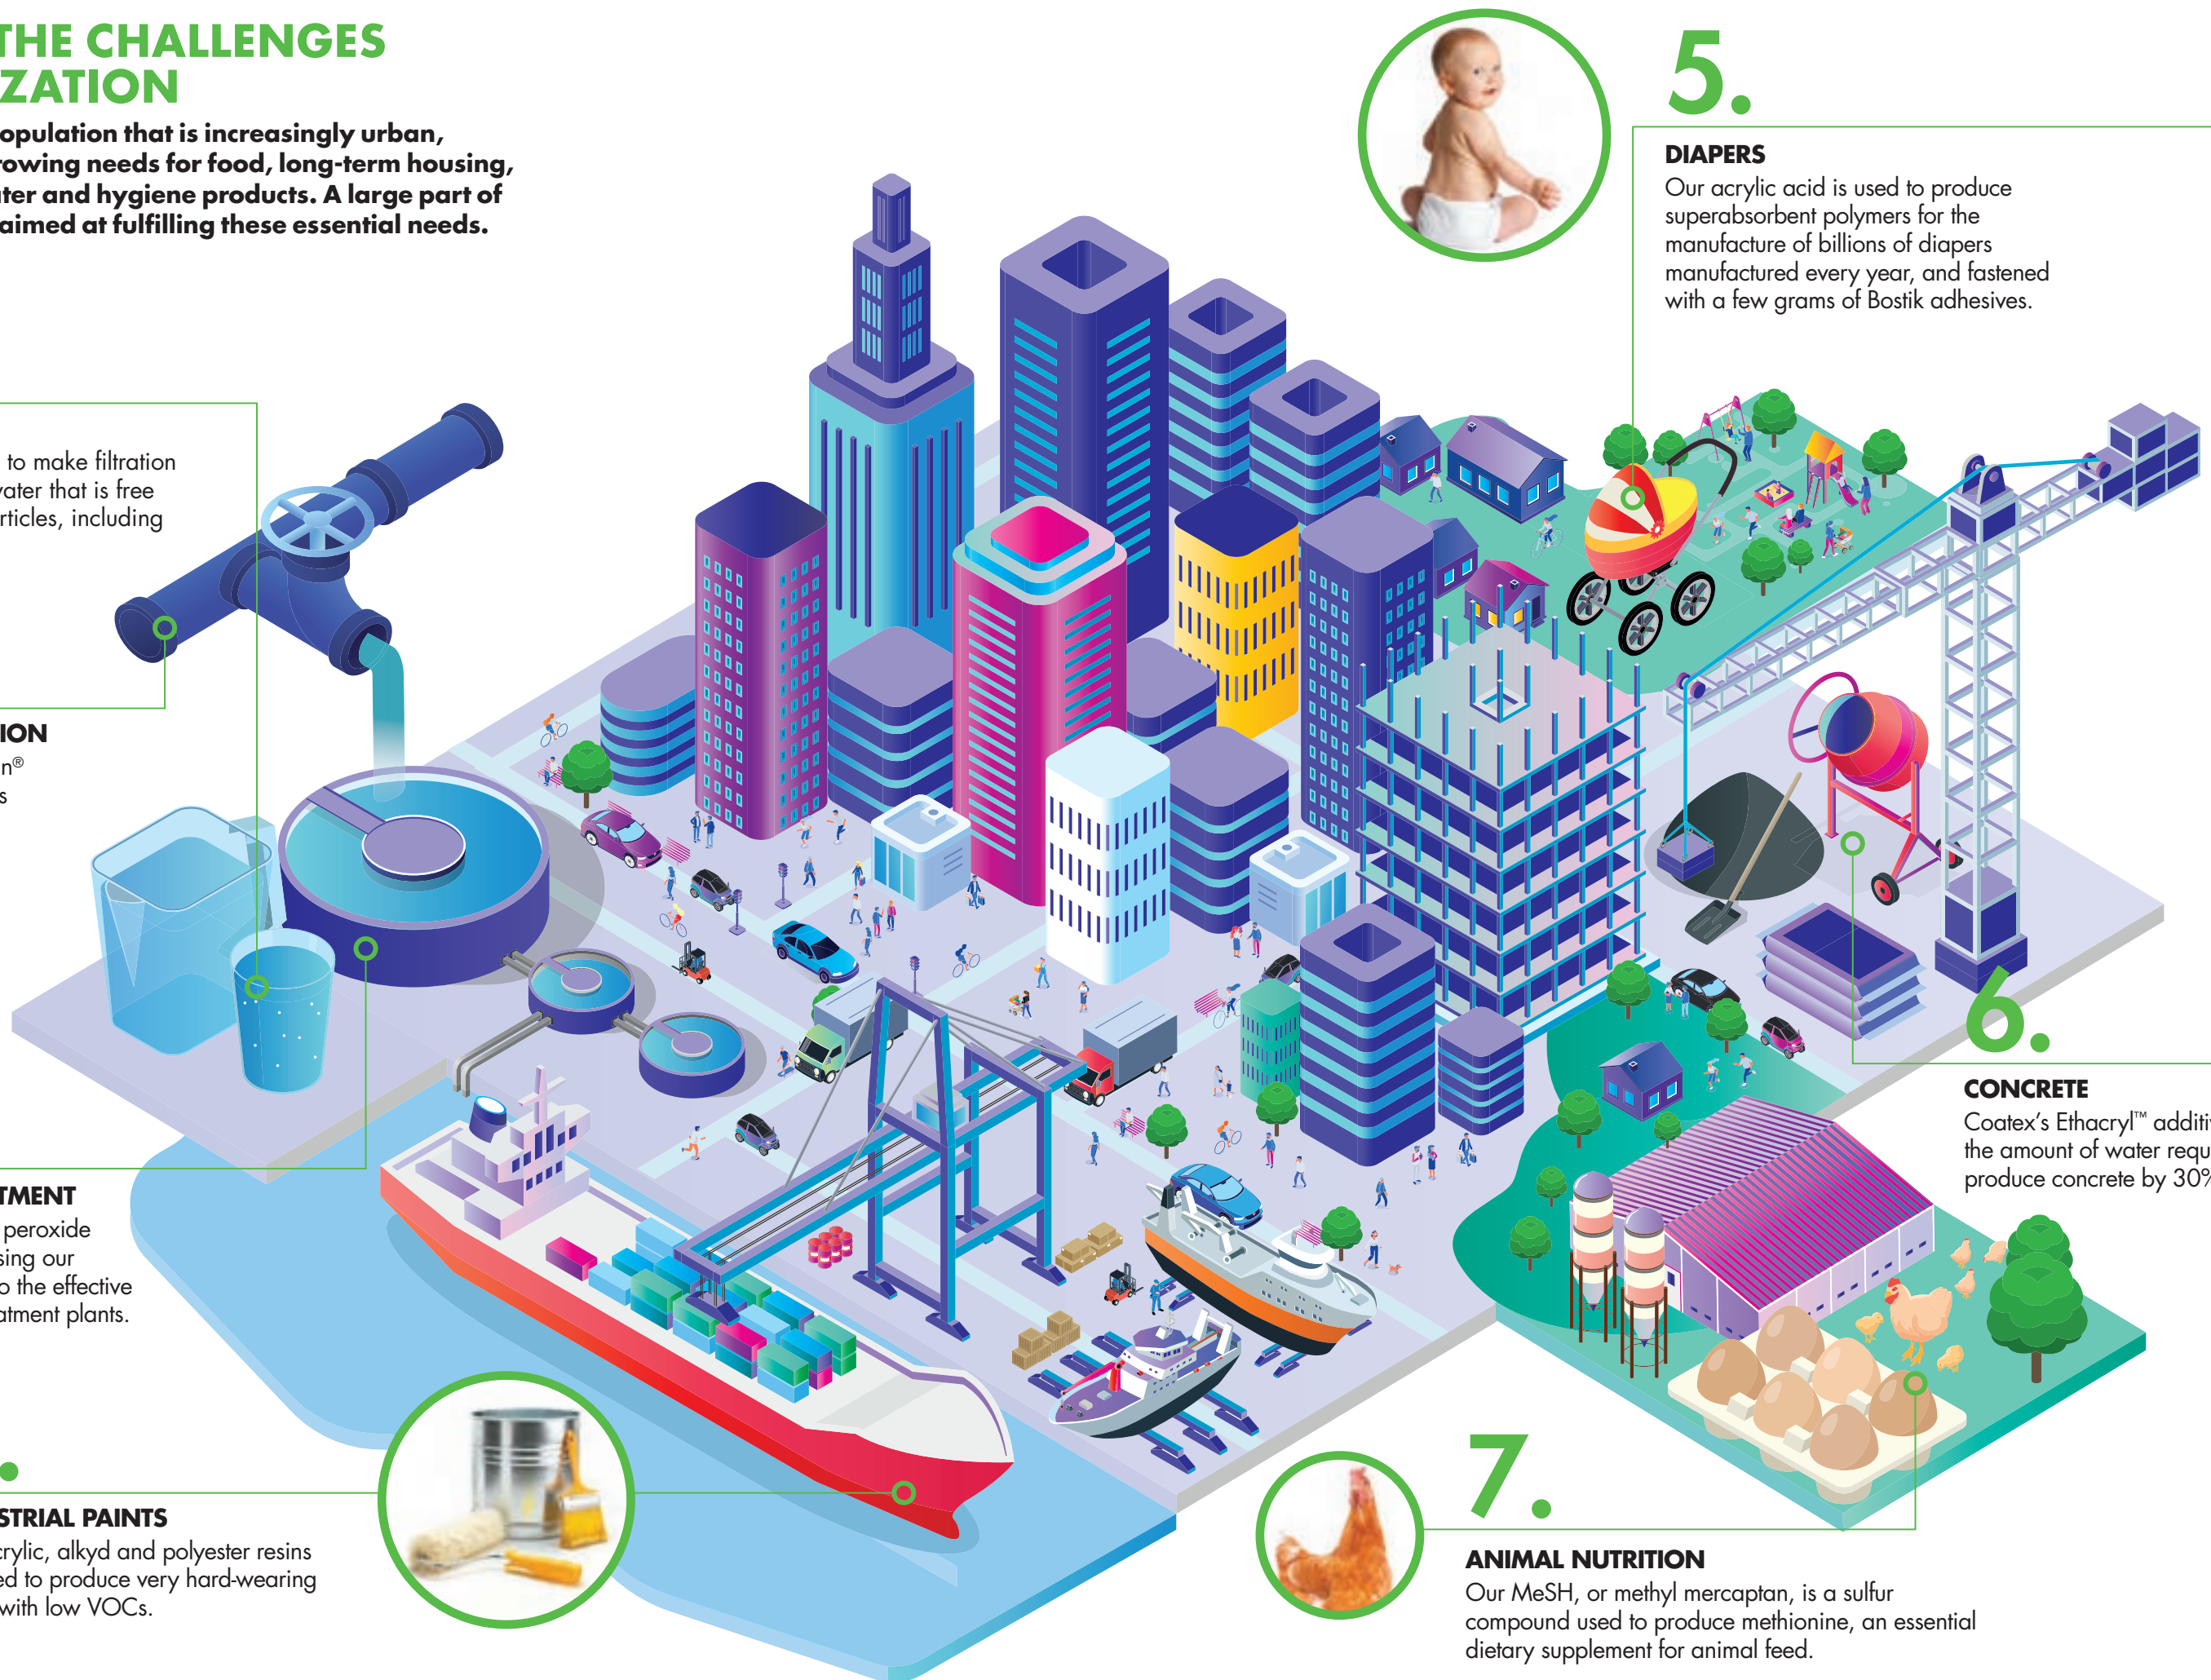 THE CHALLENGES
ZATION
opulation that is increasingly urban,
rowing needs for food, long-term housing,
ter and hygiene products. A large part of
aimed at fulfilling these essential needs.
5.
DIAPERS
Our acrylic acid is used to produce
superabsorbent polymers for the
manufacture of billions of diapers
manufactured every year, and fastened
with a few grams of Bostik adhesives.
to make filtration
ater that is free
rticles, including
ION
n®
s
TMENT
peroxide
sing our
o the effective
atment plants.
STRIAL PAINTS
crylic, alkyd and polyester resins
ed to produce very hard-wearing
with low VOCs.
6.
CONCRETE
Coatex's Ethacryl™ additi
the amount of water requ
produce concrete by 30%
7.
ANIMAL NUTRITION
Our MeSH, or methyl mercaptan, is a sulfur
compound used to produce methionine, an essential
dietary supplement for animal feed.